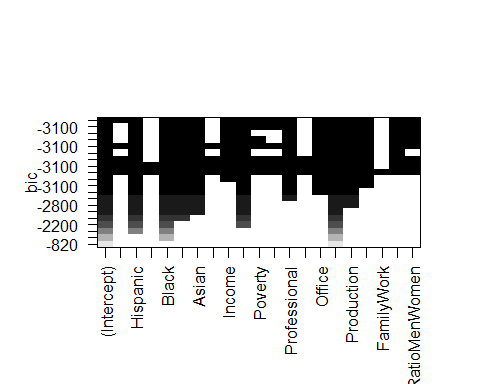 -3100
-3100
-3100
-3100
-2800
-2200
-820
bic
(Intercept)
Hispanic
Black
Asian
Income
Poverty
Professional
Office
Production
FamilyWork
RatioMenWomen